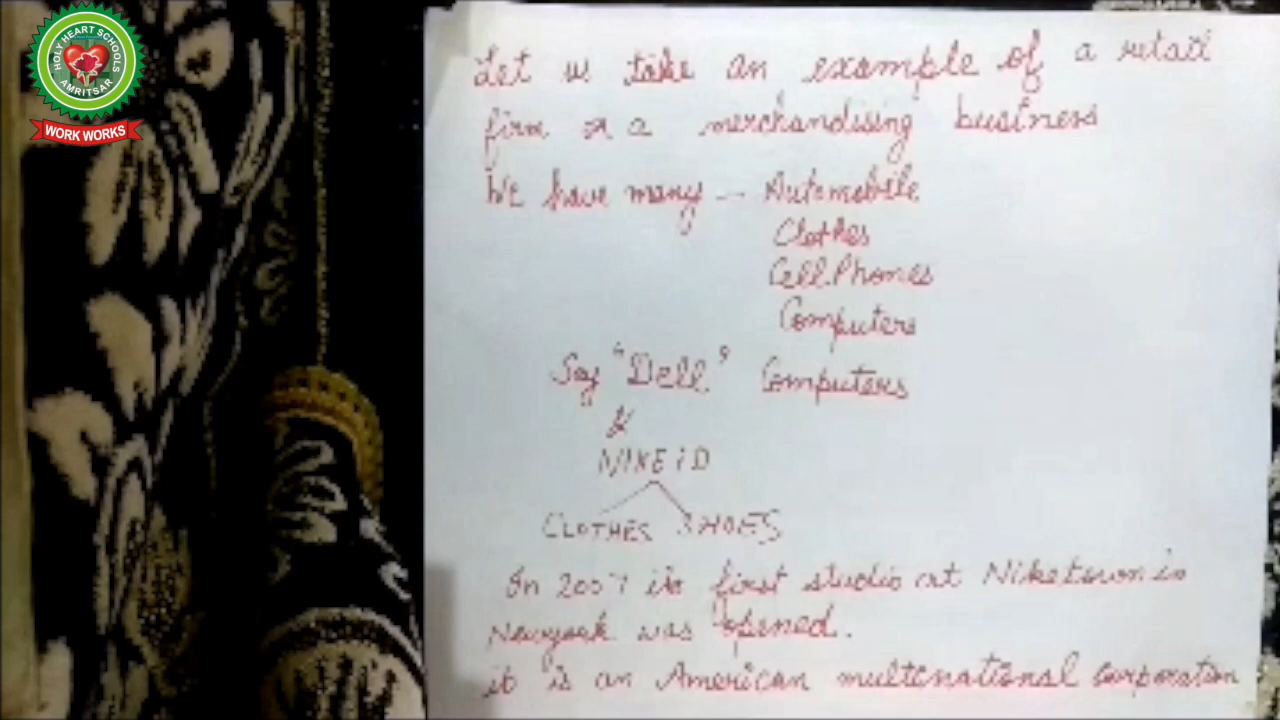 HOLY HEART SCHOOLS
AMRITSAR
WORK WORKS
Let us take an example of a retail
firm or a merchandising business
We have many -- Automobile
Clothes
Cell.Phones
Computers
Say "Dell" Computers
&
NIKEiD
CLOTHES SHOES
In 2007 its first studio at Niketown in
Newyork was opened.
it is an American multinational corporation